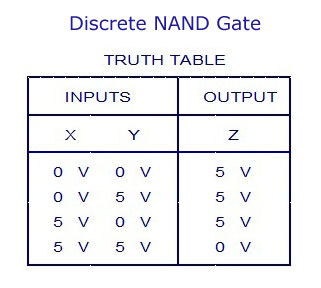 Discrete NAND Gate
TRUTH TABLE
INPUTS OUTPUT
X Y Z
0 V 0 V 5 V
0 V 5 V 5 V
5 V 0 V 5 V
5 V 5 V 0 V